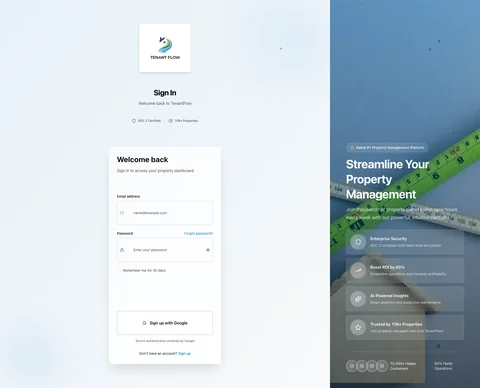 TENANT FLOW
Sign In
Welcome back to TenantFlow
SOC 2 Certified
10K+ Properties
Welcome back
Sign in to access your property dashboard
Email address
name@example.com
Password
Forgot password?
Enter your password
Remember me for 30 days
Sign up with Google
Secure authentication powered by Google
Don't have an account? Sign up
Rated #1 Property Management Platform
Streamline Your
Property
Management
Join thousands of property owners who save hours
every week with our powerful, intuitive platform.
Enterprise Security
SOC 2 compliant with bank-level encryption
Boost ROI by 60%
Streamline operations and increase profitability
AI-Powered Insights
Smart analytics and predictive maintenance
Trusted by 10K+ Properties
property managers
TenantFlow
10,000+ Happy
Customers
60% Faster
Operations